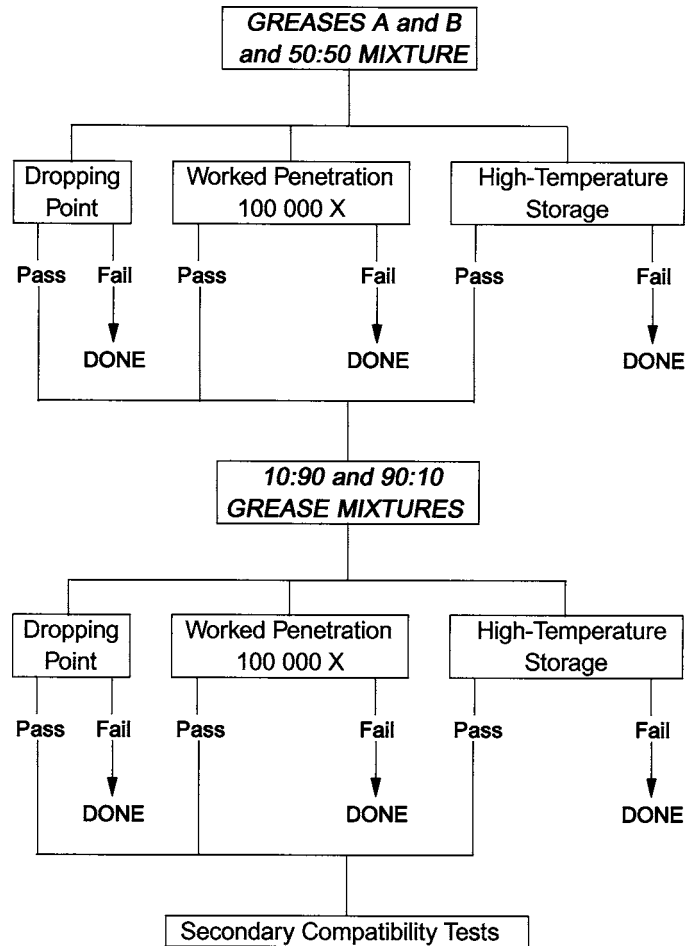 GREASES A and B
and 50:50 MIXTURE
Dropping
Point
Worked Penetration
100 000 X
High-Temperature
Storage
Pass
Fail
Pass
Fail
Pass
Fail
DONE
DONE
DONE
10:90 and 90:10
GREASE MIXTURES
Dropping
Point
Worked Penetration
100 000 X
High-Temperature
Storage
Pass
Fail
Pass
Fail
Pass
Fail
DONE
DONE
DONE
Secondary Compatibility Tests